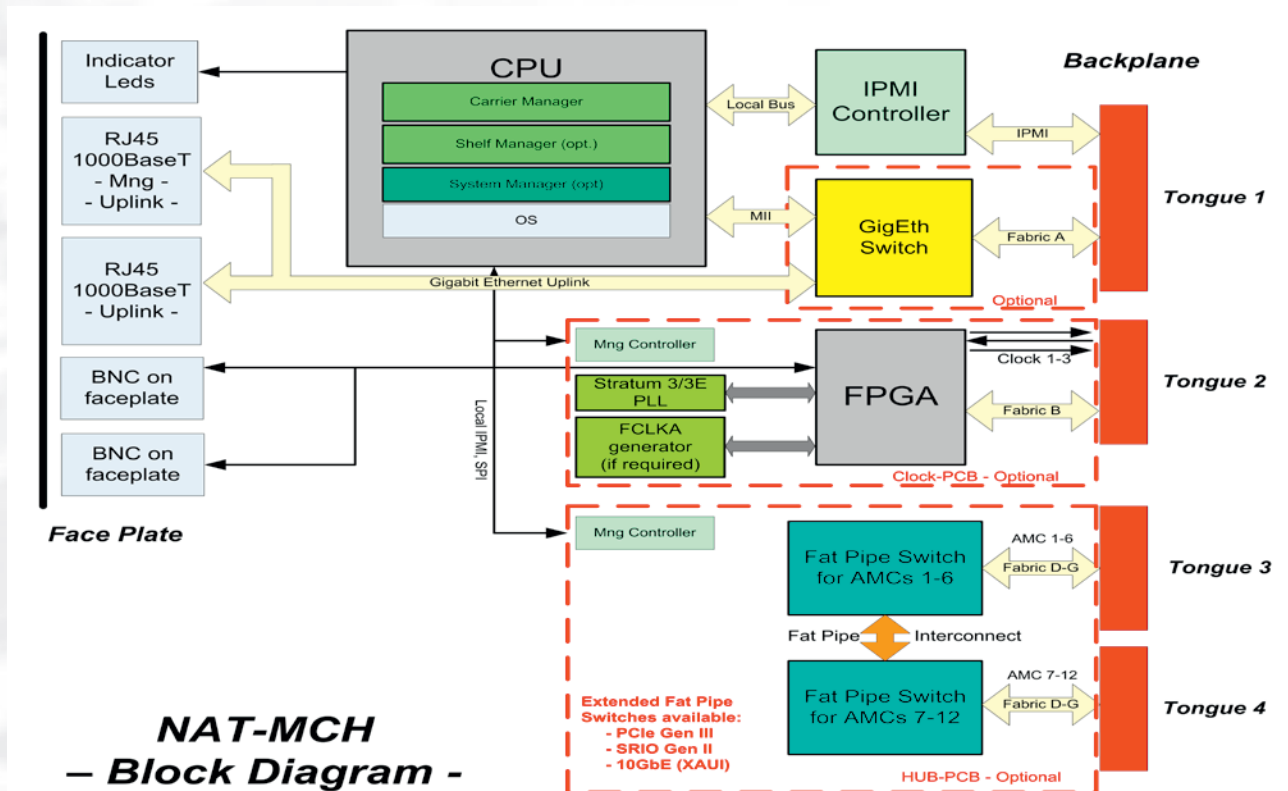 Indicator
Leds
RJ45
1000BaseT
- Mng -
- Uplink -
RJ45
1000BaseT
- Uplink -
BNC on
faceplate
BNC on
faceplate
Face Plate
CPU
Carrier Manager
Shelf Manager (opt.)
System Manager (opt)
OS
Local Bus
IPMI
Controller
IPMI
Backplane
Tongue 1
MII
GigEth
Switch
Fabric A
Optional
Gigabit Ethernet Uplink
Local IPMI, SPI
Mng Controller
Stratum 3/3E
PLL
FCLKA
generator
(if required)
FPGA
Clock 1-3
Fabric B
Clock-PCB - Optional
Tongue 2
Mng Controller
Fat Pipe Switch
for AMCs 1-6
AMC 1-6
Fabric D-G
Tongue 3
Fat Pipe Interconnect
Fat Pipe Switch
for AMCs 7-12
AMC 7-12
Fabric D-G
Tongue 4
Extended Fat Pipe
Switches available:
- PCIe Gen III
- SRIO Gen II
- 10GbE (XAUI)
HUB-PCB - Optional
NAT-MCH
– Block Diagram -